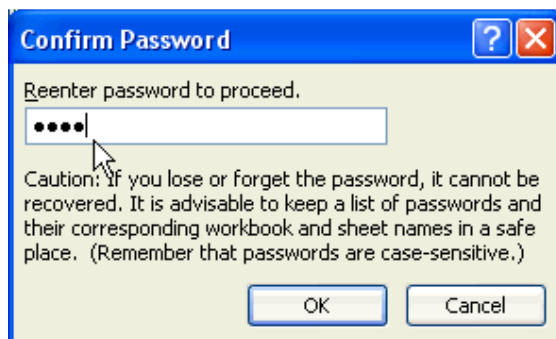 Confirm Password
Reenter password to proceed.
••••
Caution: If you lose or forget the password, it cannot be
recovered. It is advisable to keep a list of passwords and
their corresponding workbook and sheet names in a safe
place.  (Remember that passwords are case-sensitive.)
OK Cancel